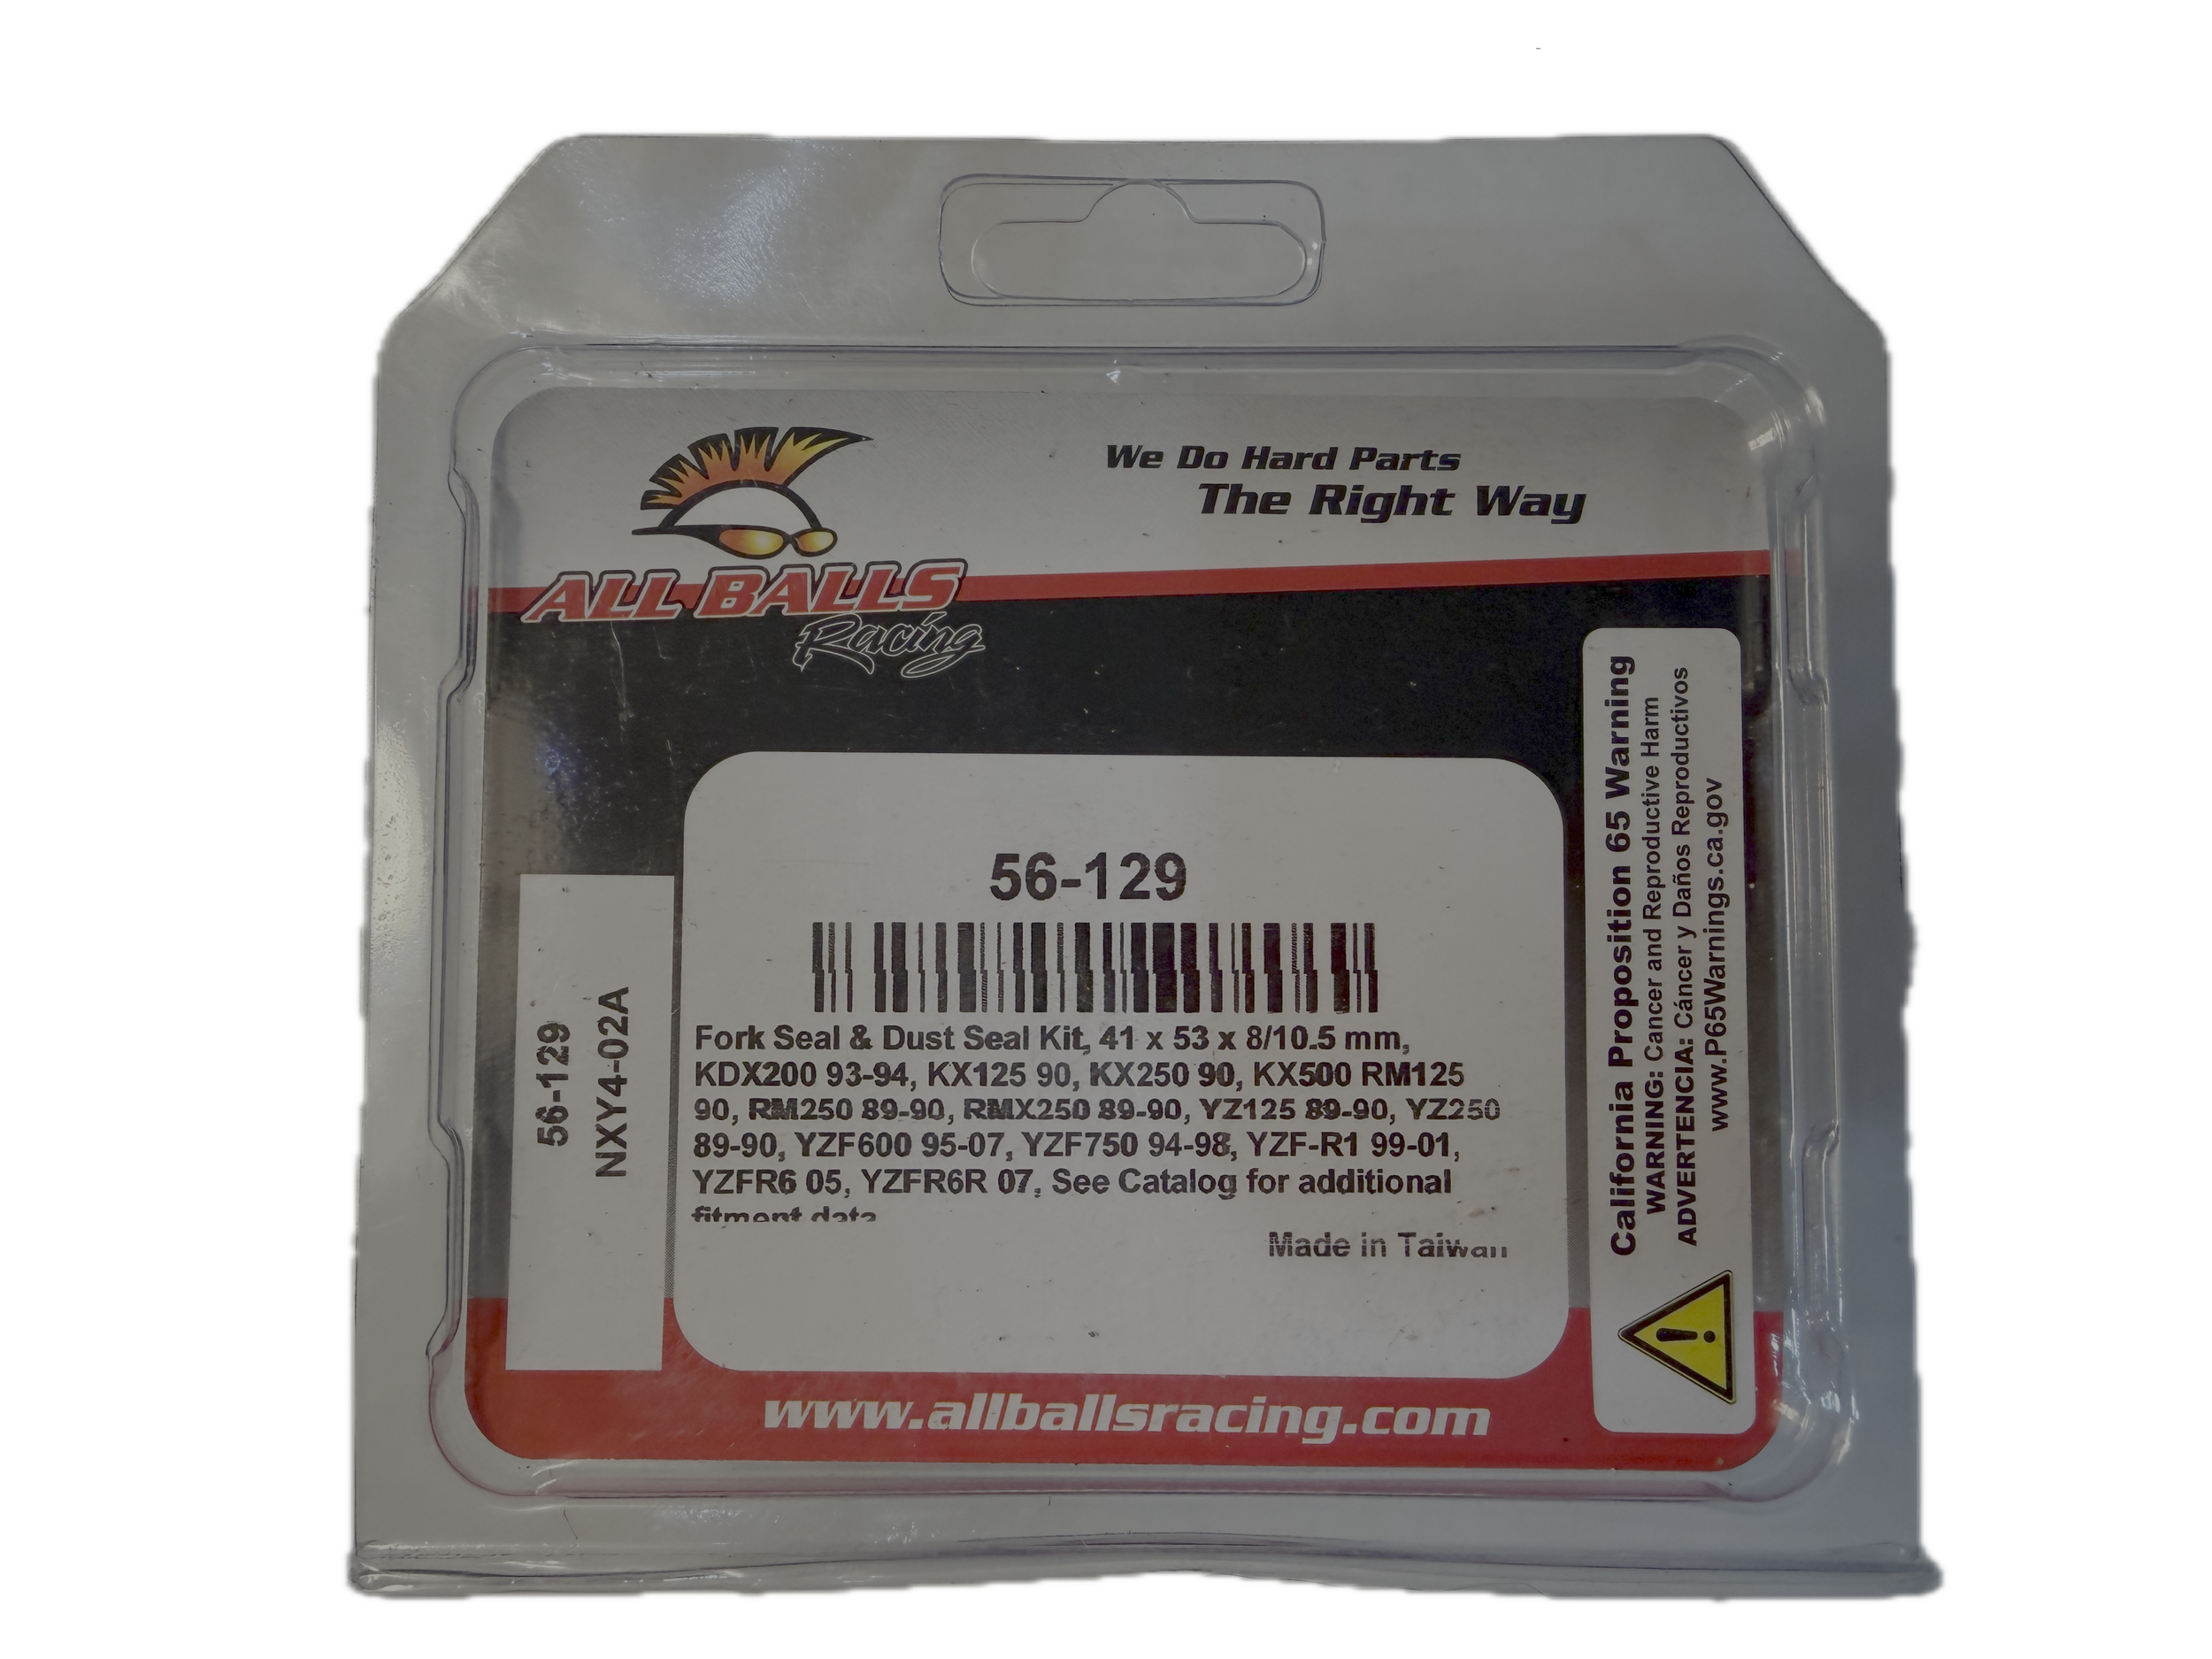 We Do Hard Parts
The Right Way
ALL BALLS
Racing
56-129
Fork Seal & Dust Seal Kit, 41 x 53 x 8/10.5 mm,
KDX200 93-94, KX125 90, KX250 90, KX500 RM125
90, RM250 89-90, RMX250 89-90, YZ125 89-90, YZ250
89-90, YZF600 95-07, YZF750 94-98, YZF-R1 99-01,
YZFR6 05, YZFR6R 07, See Catalog for additional
fitment data
Made in Taiwan
56-129
NXY4-02A
California Proposition 65 Warning
WARNING: Cancer and Reproductive Harm
ADVERTENCIA: Cáncer y Daños Reproductivos
www.P65Warnings.ca.gov
www.allballsracing.com